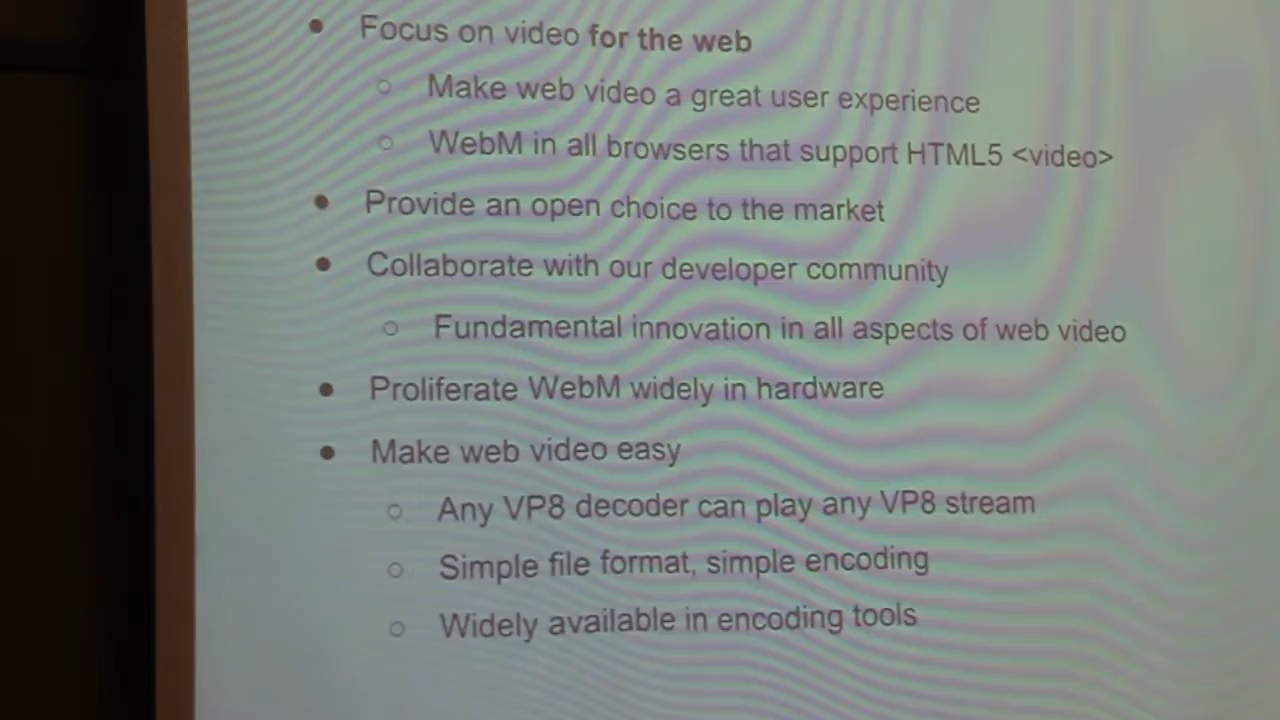 • Focus on video for the web
○ Make web video a great user experience
○ WebM in all browsers that support HTML5 <video>
• Provide an open choice to the market
• Collaborate with our developer community
○ Fundamental innovation in all aspects of web video
• Proliferate WebM widely in hardware
• Make web video easy
○ Any VP8 decoder can play any VP8 stream
○ Simple file format, simple encoding
○ Widely available in encoding tools